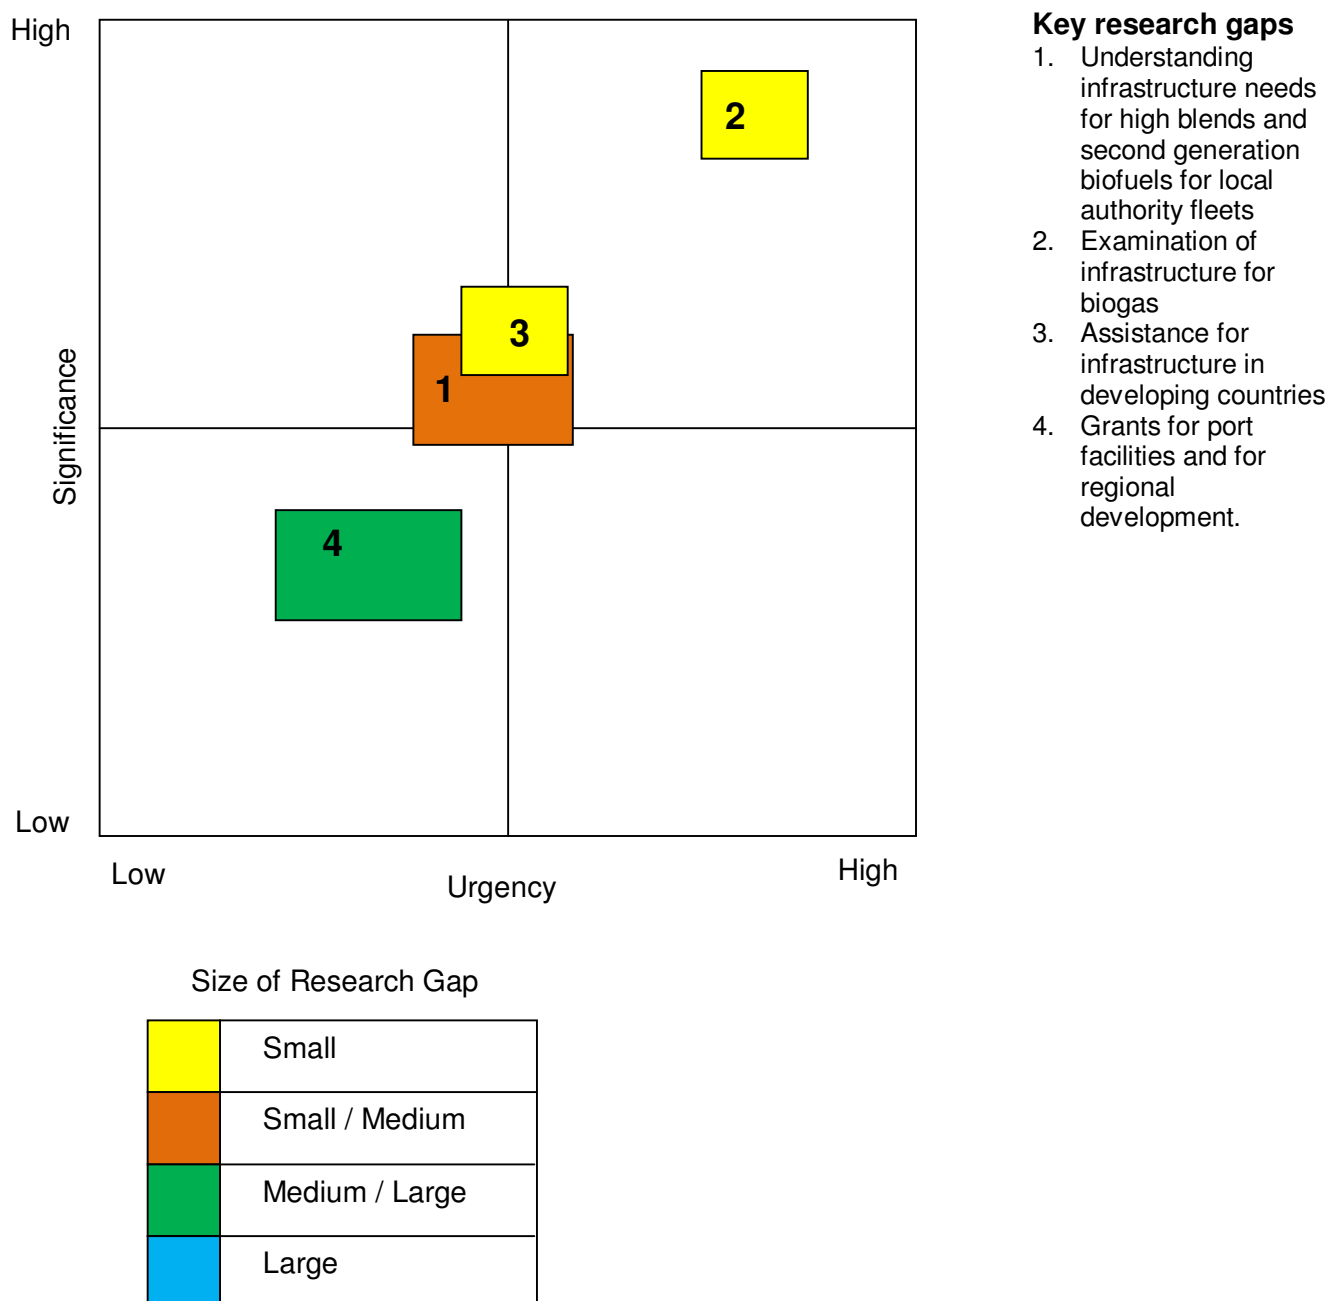 High
2
3
1
4
Significance
Low
Low
Urgency
High
Key research gaps
1. Understanding
infrastructure needs
for high blends and
second generation
biofuels for local
authority fleets
2. Examination of
infrastructure for
biogas
3. Assistance for
infrastructure in
developing countries
4. Grants for port
facilities and for
regional
development.
Size of Research Gap
Small
Small / Medium
Medium / Large
Large